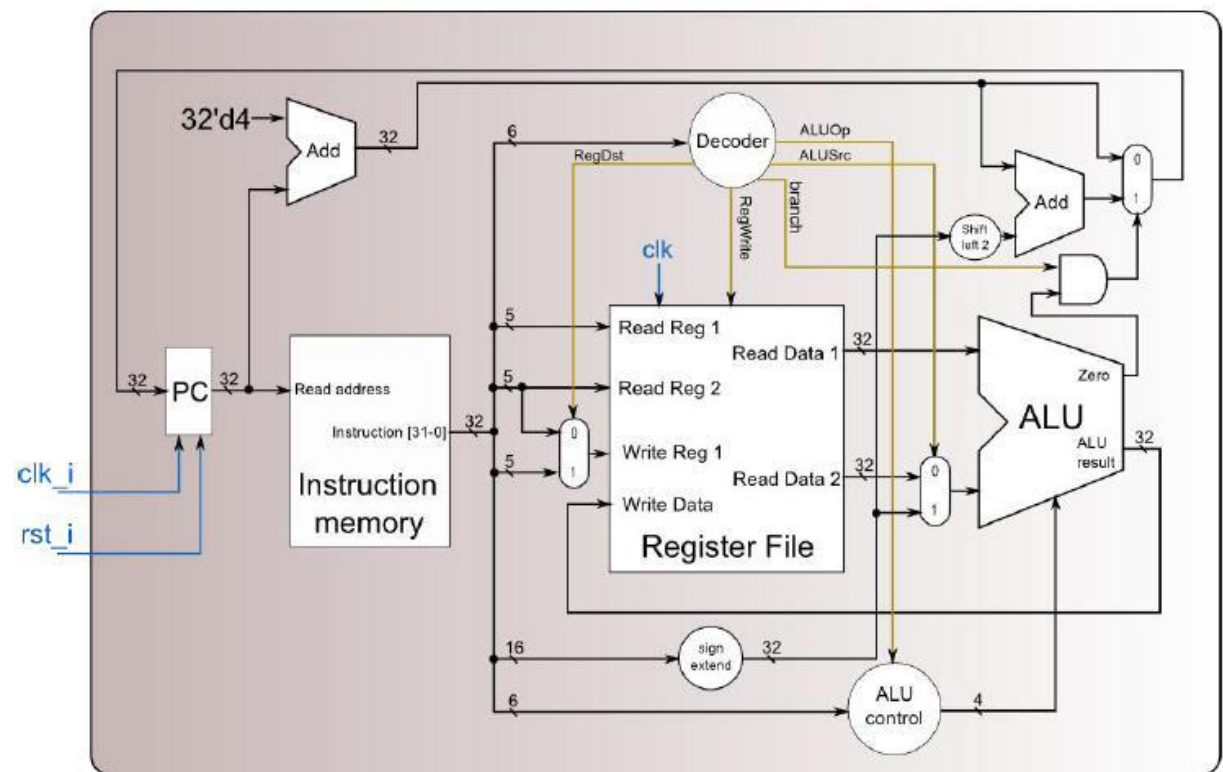 32'd4
Add
32
6
Decoder
ALUOp
RegDst
ALUSrc
branch
RegWrite
0
1
Add
Shift
left 2
clk
5
Read Reg 1
Read Data 1
32
32
PC
32
Read address
Instruction [31-0]
32
Instruction
memory
5
Read Reg 2
0
1
5
Write Reg 1
Read Data 2
32
Write Data
Register File
0
1
Zero
ALU
ALU
result
32
clk_i
rst_i
16
sign
extend
32
6
ALU
control
4